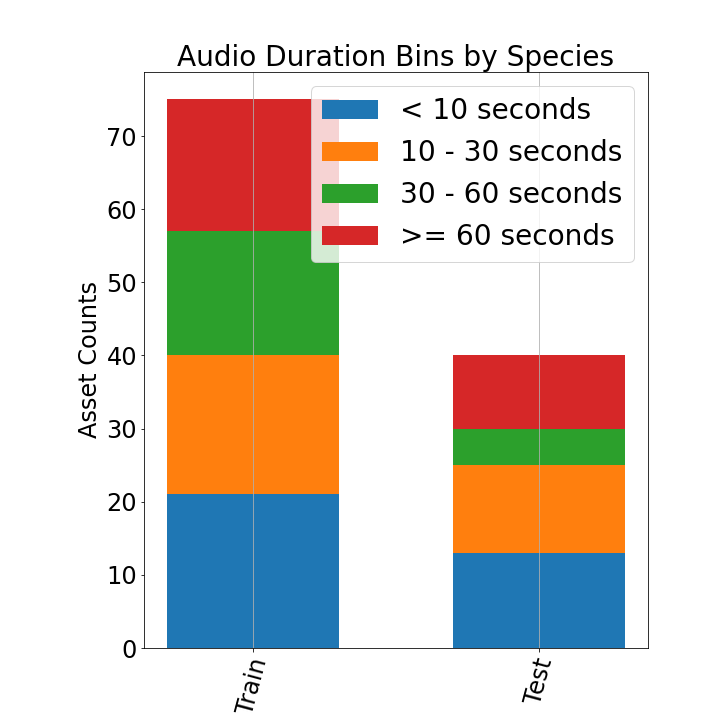 Audio Duration Bins by Species
< 10 seconds
10 - 30 seconds
30 - 60 seconds
>= 60 seconds
Asset Counts
70
60
50
40
30
20
10
0
Train
Test